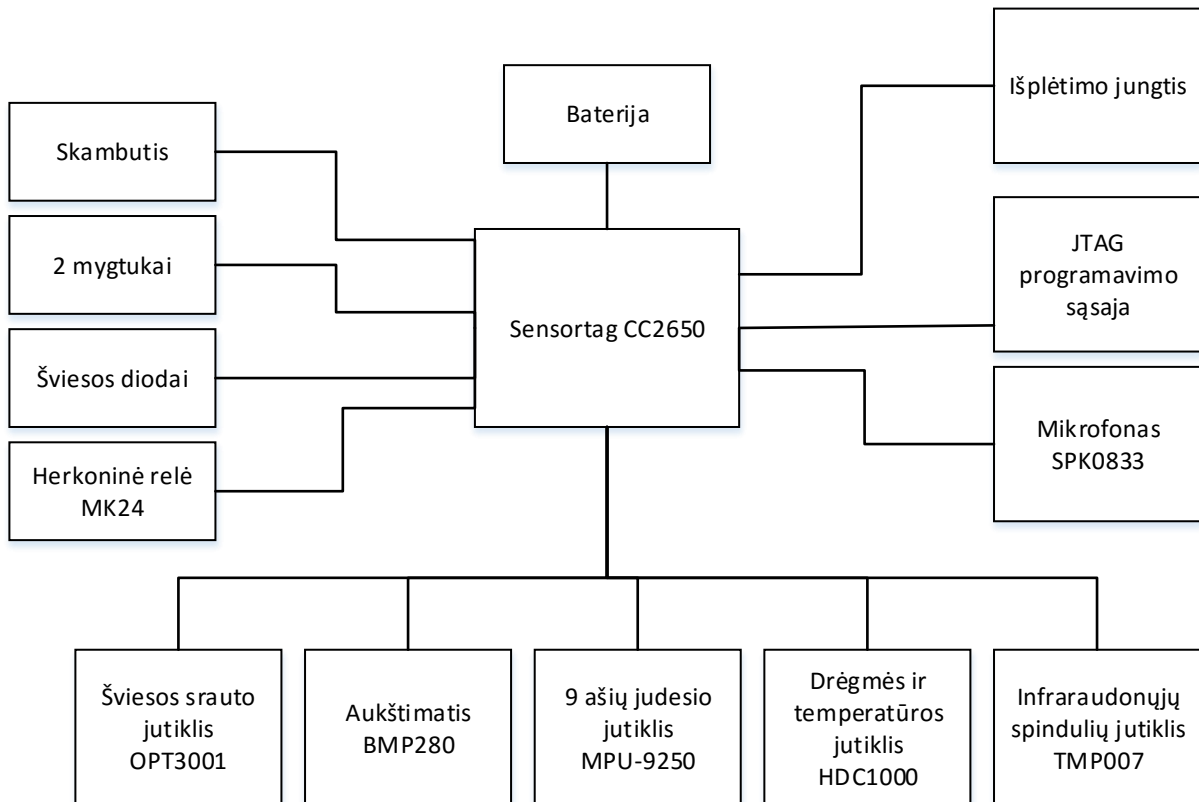 Išplėtimo jungtis
Baterija
Skambutis
2 mygtukai
JTAG
programavimo
sąsaja
Sensortag CC2650
Šviesos diodai
Mikrofonas
SPK0833
Herkoninė relė
MK24
Šviesos srauto
jutiklis
OPT3001
Aukštimatis
BMP280
9 ašių judesio
jutiklis
MPU-9250
Drėgmės ir
temperatūros
jutiklis
HDC1000
Infraraudonųjų
spindulių jutiklis
TMP007